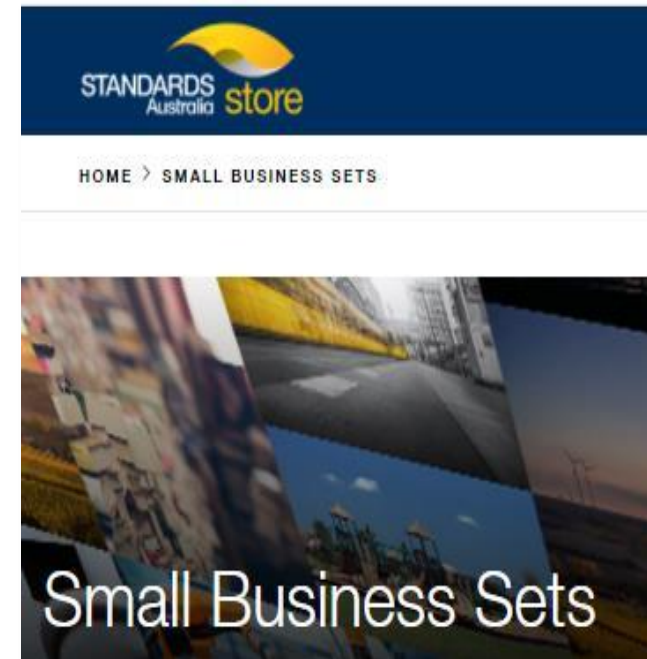 STANDARDS
Australia store
HOME > SMALL BUSINESS SETS
Small Business Sets